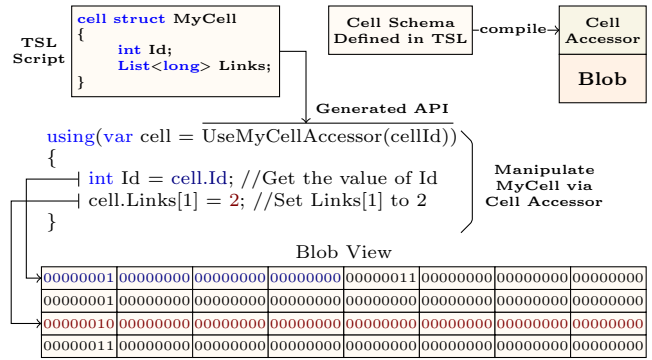 TSL
Script
cell struct MyCell
{
int Id;
List<long> Links;
}
Cell Schema
Defined in TSL
compile
Cell
Accessor
Blob
Generated API
using(var cell = UseMyCellAccessor(cellId))
{
int Id = cell.Id; //Get the value of Id
cell.Links[1] = 2; //Set Links[1] to 2
}
Manipulate
MyCell via
Cell Accessor
Blob View
00000001 00000000 00000000 00000000 00000011 00000000 00000000 00000000
00000001 00000000 00000000 00000000 00000000 00000000 00000000 00000000
00000010 00000000 00000000 00000000 00000000 00000000 00000000 00000000
00000011 00000000 00000000 00000000 00000000 00000000 00000000 00000000